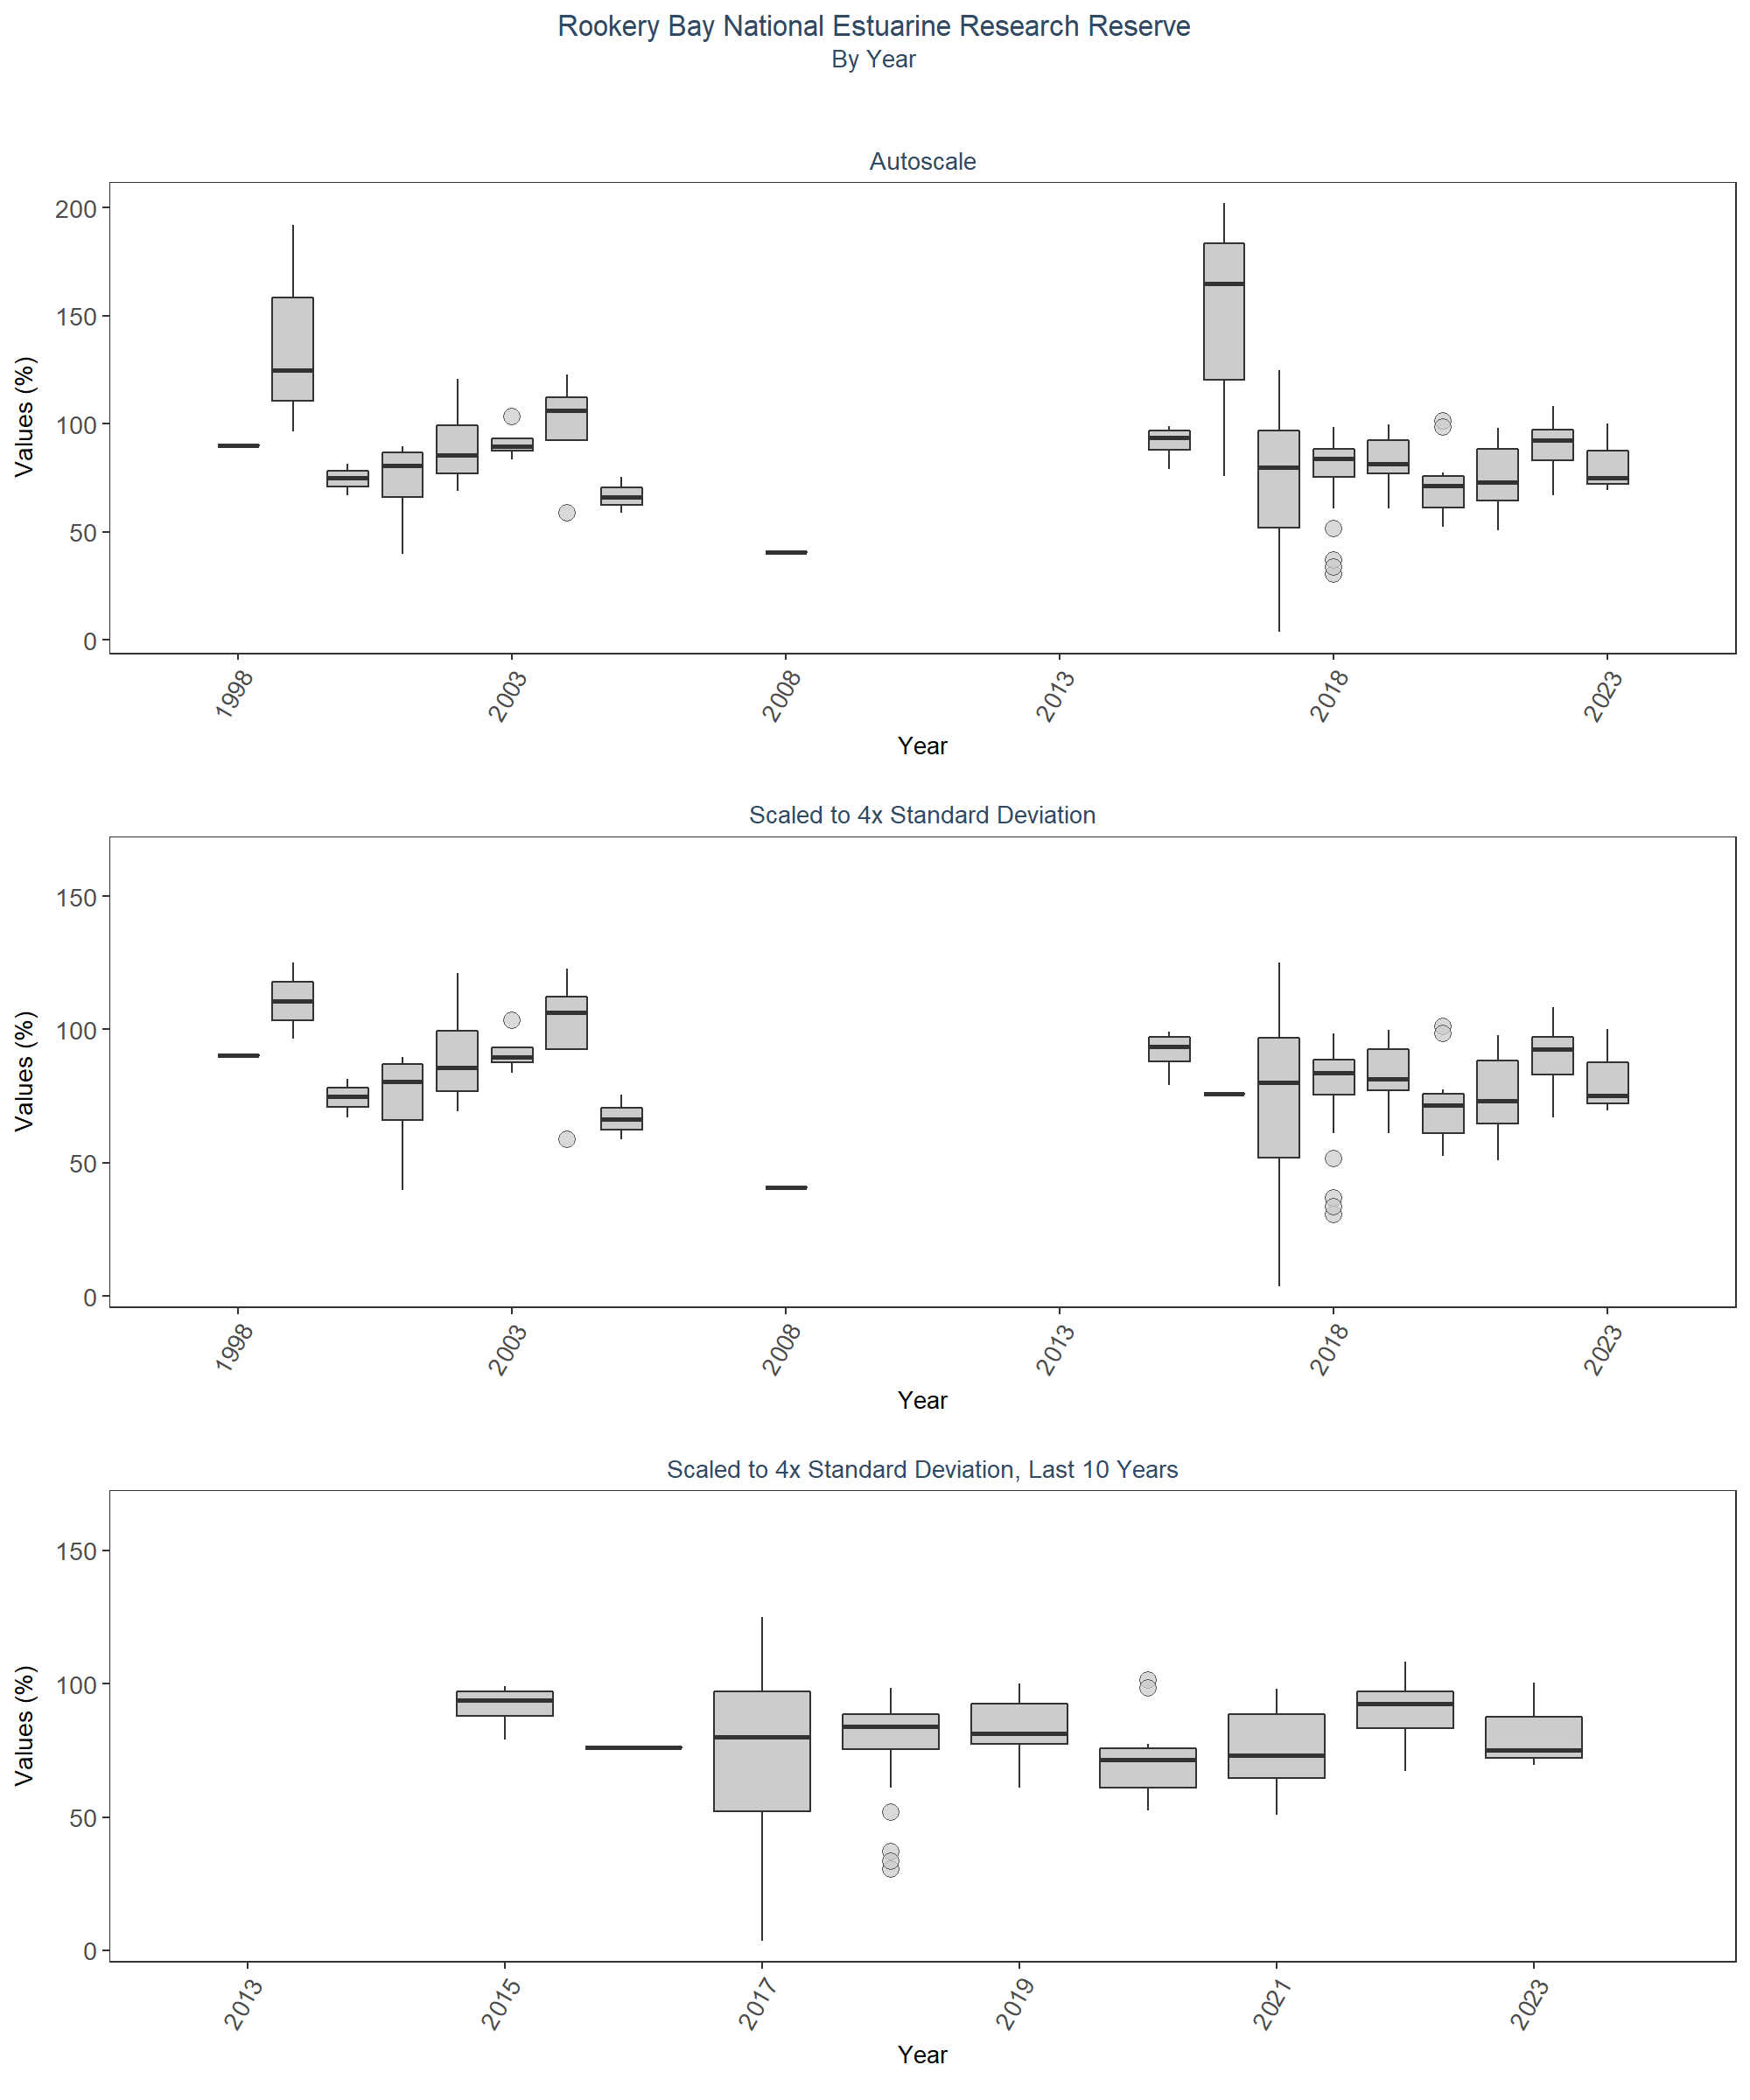 Rookery Bay National Estuarine Research Reserve
By Year
Autoscale
Values (%)
200
150
100
50
0
1998 2003 2008 2013 2018 2023
Year
Scaled to 4x Standard Deviation
Values (%)
150
100
50
0
1998 2003 2008 2013 2018 2023
Year
Scaled to 4x Standard Deviation, Last 10 Years
Values (%)
150
100
50
0
2013 2015 2017 2019 2021 2023
Year